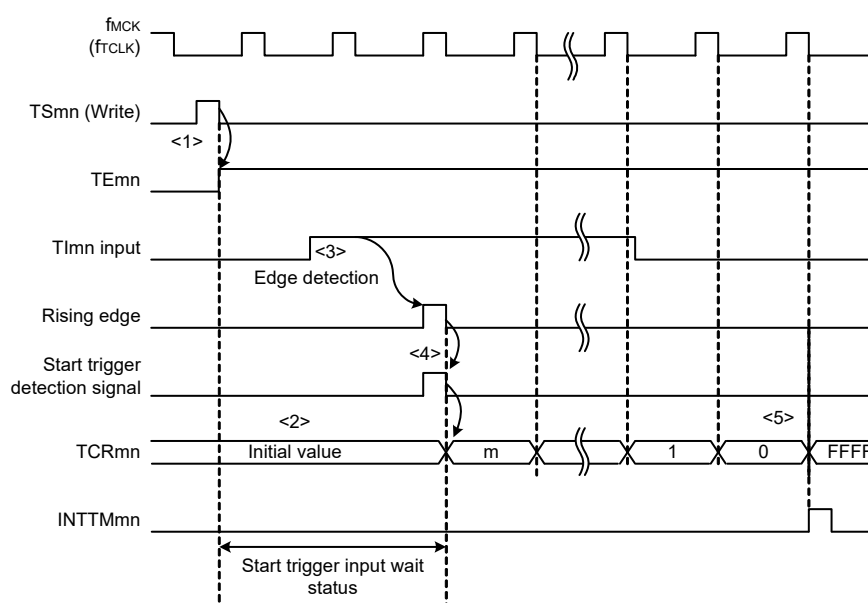 fMCK
(fTCLK)
TSmn (Write)
<1>
TEmn
TImn input
<3>
Edge detection
Rising edge
<4>
Start trigger
detection signal
<2>
<5>
TCRmn
Initial value
m
1
0
FFFF
INTTMmn
Start trigger input wait
status